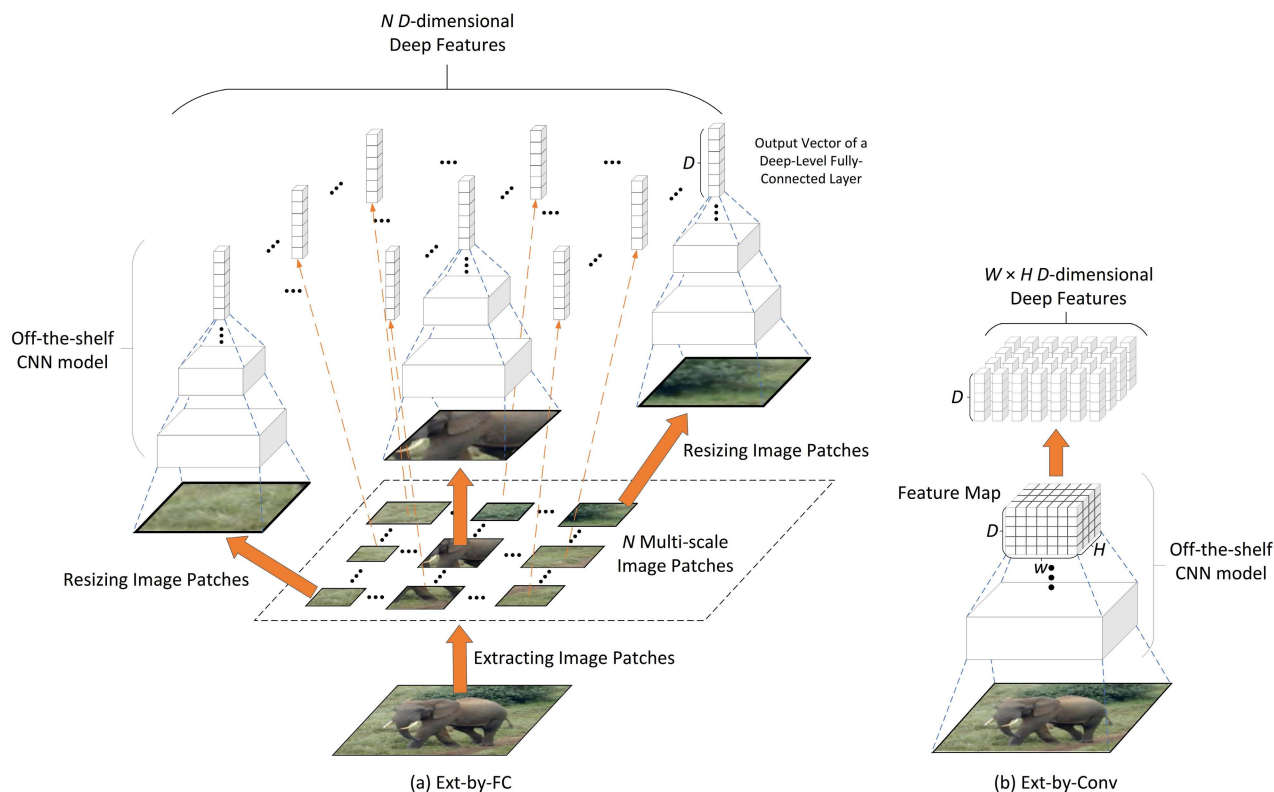 N D-dimensional
Deep Features
D
Output Vector of a
Deep-Level Fully-
Connected Layer
Off-the-shelf
CNN model
Resizing Image Patches
Resizing Image Patches
N Multi-scale
Image Patches
Extracting Image Patches
(a) Ext-by-FC
W × H D-dimensional
Deep Features
D
Feature Map
D
H
W
Off-the-shelf
CNN model
(b) Ext-by-Conv